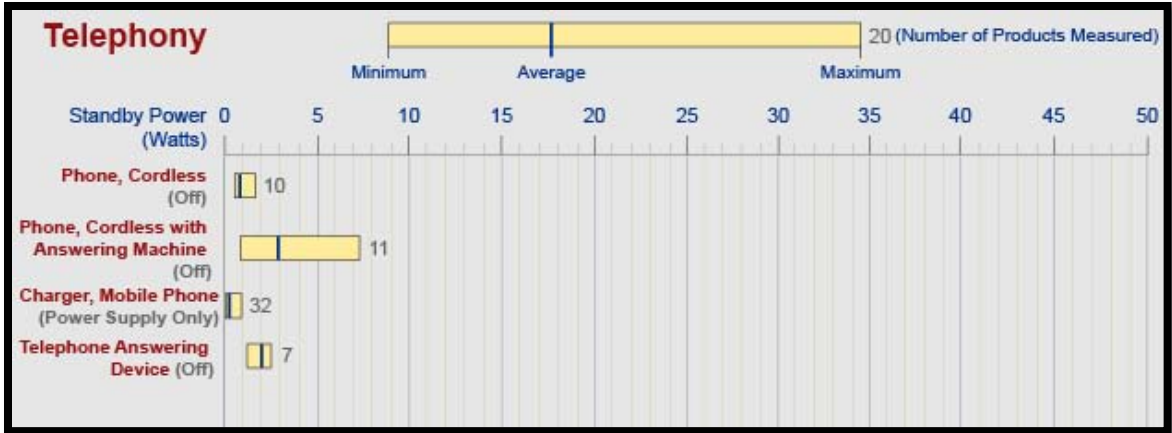 Telephony
20 (Number of Products Measured)
Minimum Average Maximum
Standby Power 0 5 10 15 20 25 30 35 40 45 50
(Watts)
Phone, Cordless
(Off)
10
Phone, Cordless with
Answering Machine
(Off)
11
Charger, Mobile Phone
(Power Supply Only)
32
Telephone Answering
Device (Off)
7